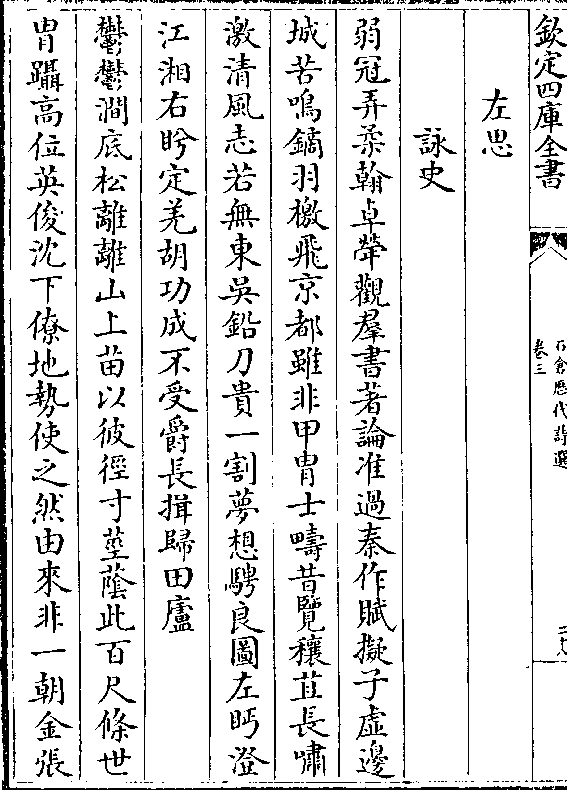 欽定四庫全書
石倉歷代詩選
卷三
左思
詠史
弱冠弄柔翰卓犖觀羣書著論准過秦作賦擬子虛邊
城苦鳴鏑羽檄飛京都雖非甲胄士疇昔覽穰苴長嘯
激清風志若無東吳鉛刀貴一割夢想騁良圖左眄澄
江湘右盻定羌胡功成不受爵長揖歸田廬
鬱鬱澗底松離離山上苗以彼徑寸莖蔭此百尺條世
胄躡高位英俊沈下僚地勢使之然由來非一朝金張